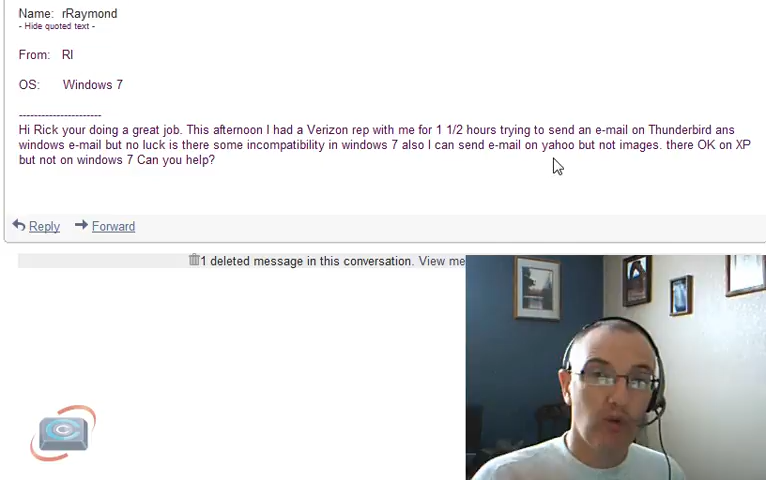 Name: rRaymond
- Hide quoted text -
From: RI
OS: Windows 7
----------------------
Hi Rick your doing a great job. This afternoon I had a Verizon rep with me for 1 1/2 hours trying to send an e-mail on Thunderbird ans
windows e-mail but no luck is there some incompatibility in windows 7 also I can send e-mail on yahoo but not images. there OK on XP
but not on windows 7 Can you help?
Reply Forward
1 deleted message in this conversation. View me